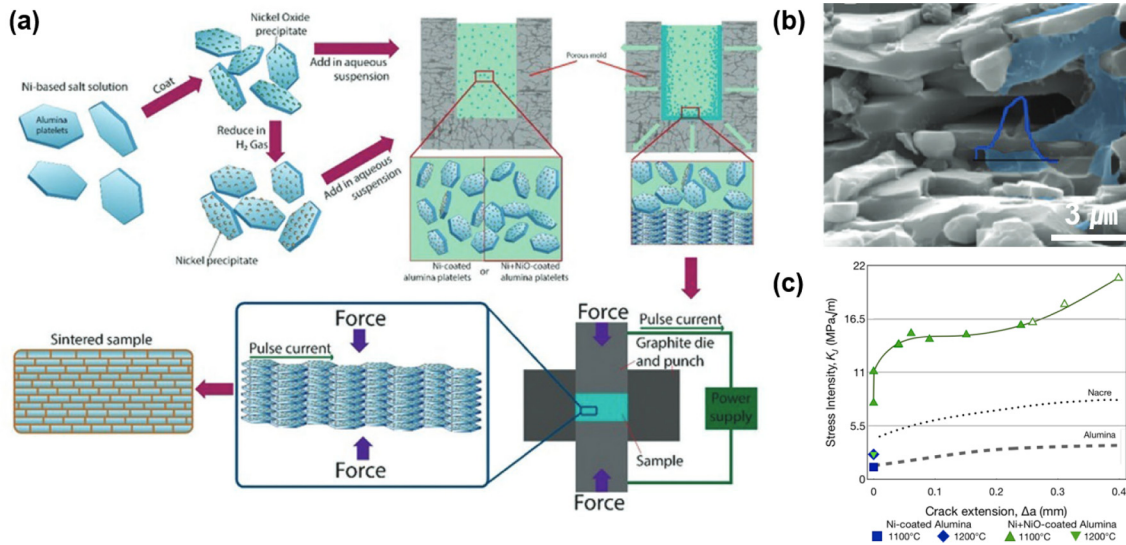 (a)
Ni-based salt solution
Alumina
platelets
Coat
Nickel Oxide
precipitate
Add in aqueous
suspension
Reduce in
H₂ Gas
Add in aqueous
suspension
Nickel precipitate
Porous mold
Ni-coated
alumina platelets
or
Ni+NiO-coated
alumina platelets
Sintered sample
Force
Pulse current
Force
Force
Pulse current
Graphite die
and punch
Power
supply
Sample
Force
(b)
3 μm
(c)
Stress Intensity, K_J (MPa√m)
22
16.5
11
5.5
0
Nacre
Alumina
0
0.1
0.2
0.3
0.4
Crack extension, Δa (mm)
Ni-coated Alumina
Ni+NiO-coated Alumina
1100°C
1200°C
1100°C
1200°C